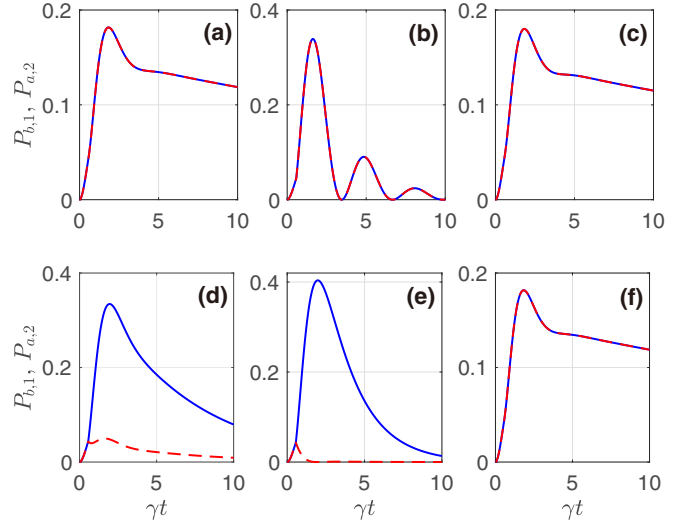 0.2 (a) 0.4 (b) 0.2 (c)
P_{b,1}, P_{a,2}
0.1 0.2 0.1
0 0 0
0 5 10 0 5 10 0 5 10
0.4 (d) 0.4 (e) 0.2 (f)
P_{b,1}, P_{a,2}
0.2 0.2 0.1
0 0 0
0 5 10 0 5 10 0 5 10
γt γt γt